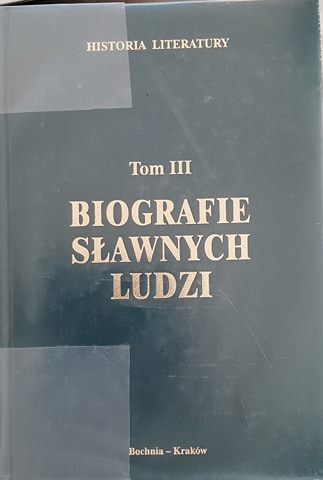 HISTORIA LITERATURY
Tom III
BIOGRAFIE
SŁAWNYCH
LUDZI
Bochnia – Kraków